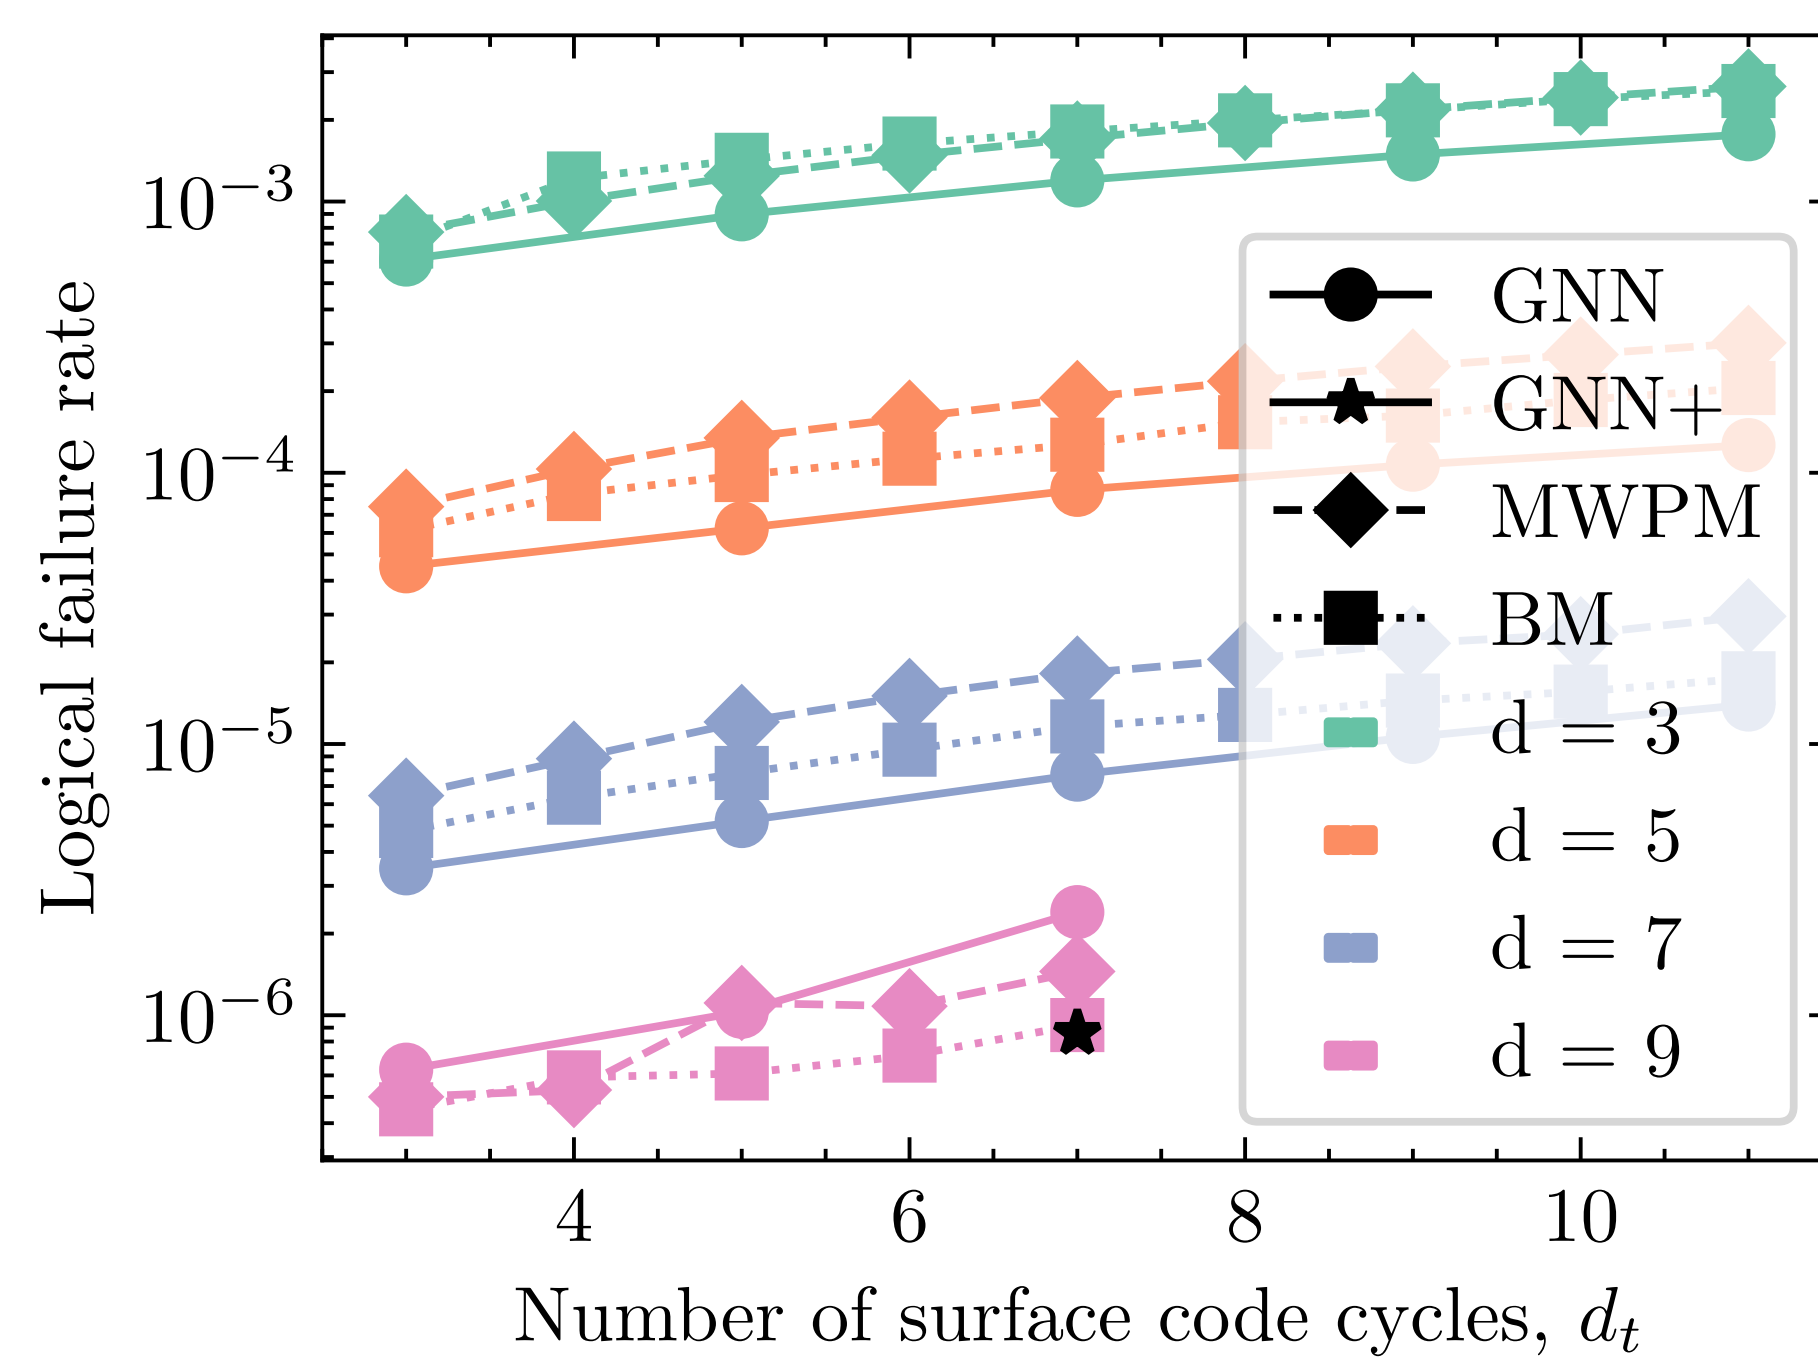 Logical failure rate
10⁻³
10⁻⁴
10⁻⁵
10⁻⁶
GNN
GNN+
MWPM
BM
d = 3
d = 5
d = 7
d = 9
4 6 8 10
Number of surface code cycles, dₜ